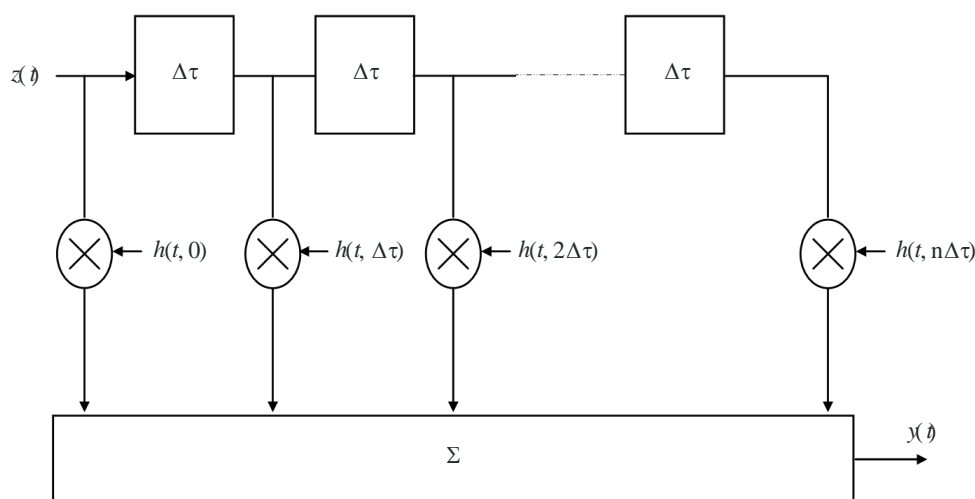 z(t)
Δτ
Δτ
Δτ
h(t, 0)
h(t, Δτ)
h(t, 2Δτ)
h(t, nΔτ)
y(t)
Σ